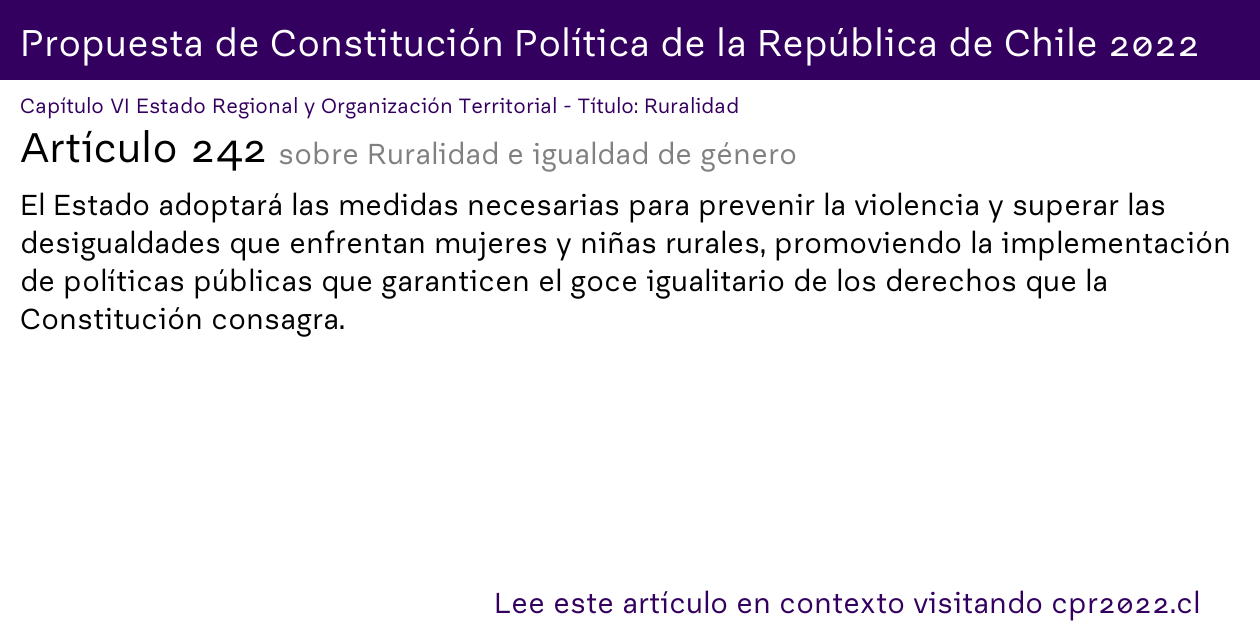 Propuesta de Constitución Política de la República de Chile 2022
Capítulo VI Estado Regional y Organización Territorial - Título: Ruralidad
Artículo 242 sobre Ruralidad e igualdad de género
El Estado adoptará las medidas necesarias para prevenir la violencia y superar las
desigualdades que enfrentan mujeres y niñas rurales, promoviendo la implementación
de políticas públicas que garanticen el goce igualitario de los derechos que la
Constitución consagra.
Lee este artículo en contexto visitando cpr2022.cl